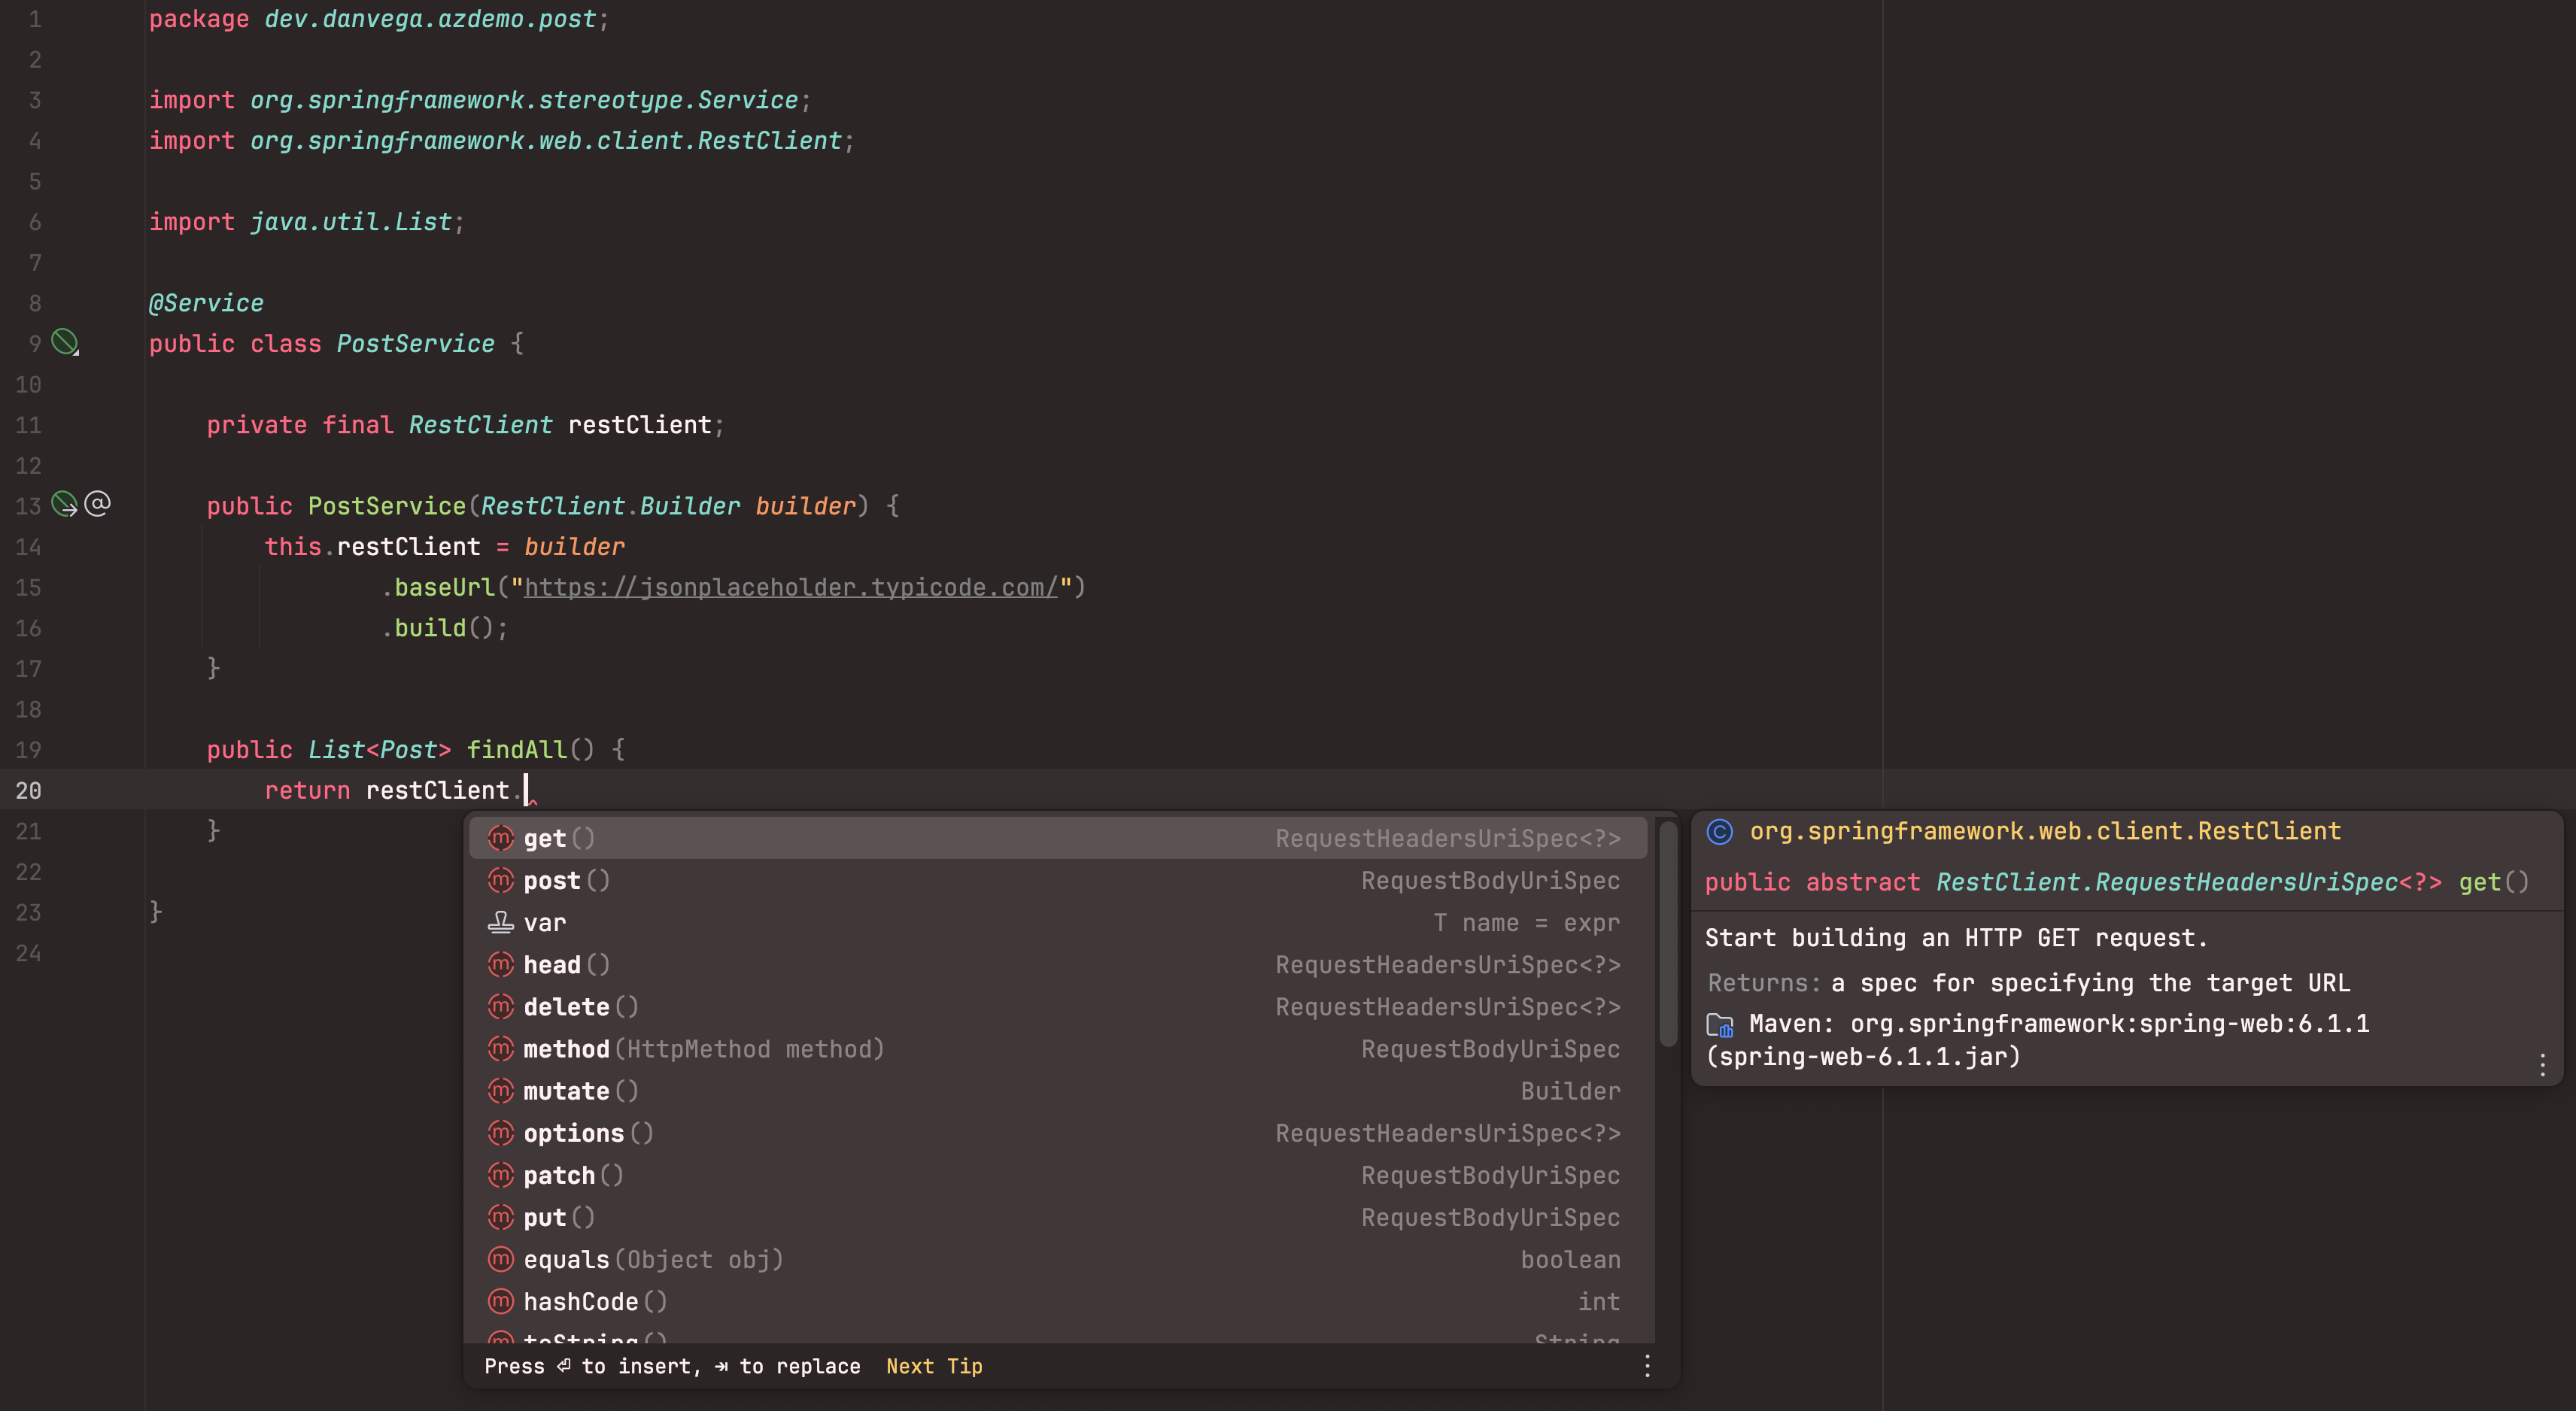 1 package dev.danvega.azdemo.post;
2
3 import org.springframework.stereotype.Service;
4 import org.springframework.web.client.RestClient;
5
6 import java.util.List;
7
8 @Service
9 public class PostService {
10
11 private final RestClient restClient;
12
13 @ public PostService(RestClient.Builder builder) {
14 this.restClient = builder
15 .baseUrl("https://jsonplaceholder.typicode.com/")
16 .build();
17 }
18
19 public List<Post> findAll() {
20 return restClient.
21 }
22
23 }
24
m get() RequestHeadersUriSpec<?>
m post() RequestBodyUriSpec
var T name = expr
m head() RequestHeadersUriSpec<?>
m delete() RequestHeadersUriSpec<?>
m method(HttpMethod method) RequestBodyUriSpec
m mutate() Builder
m options() RequestHeadersUriSpec<?>
m patch() RequestBodyUriSpec
m put() RequestBodyUriSpec
m equals(Object obj) boolean
m hashCode() int
m toString() String
Press ⏎ to insert, ⇥ to replace Next Tip
C org.springframework.web.client.RestClient
public abstract RestClient.RequestHeadersUriSpec<?> get()
Start building an HTTP GET request.
Returns: a spec for specifying the target URL
Maven: org.springframework:spring-web:6.1.1
(spring-web-6.1.1.jar)